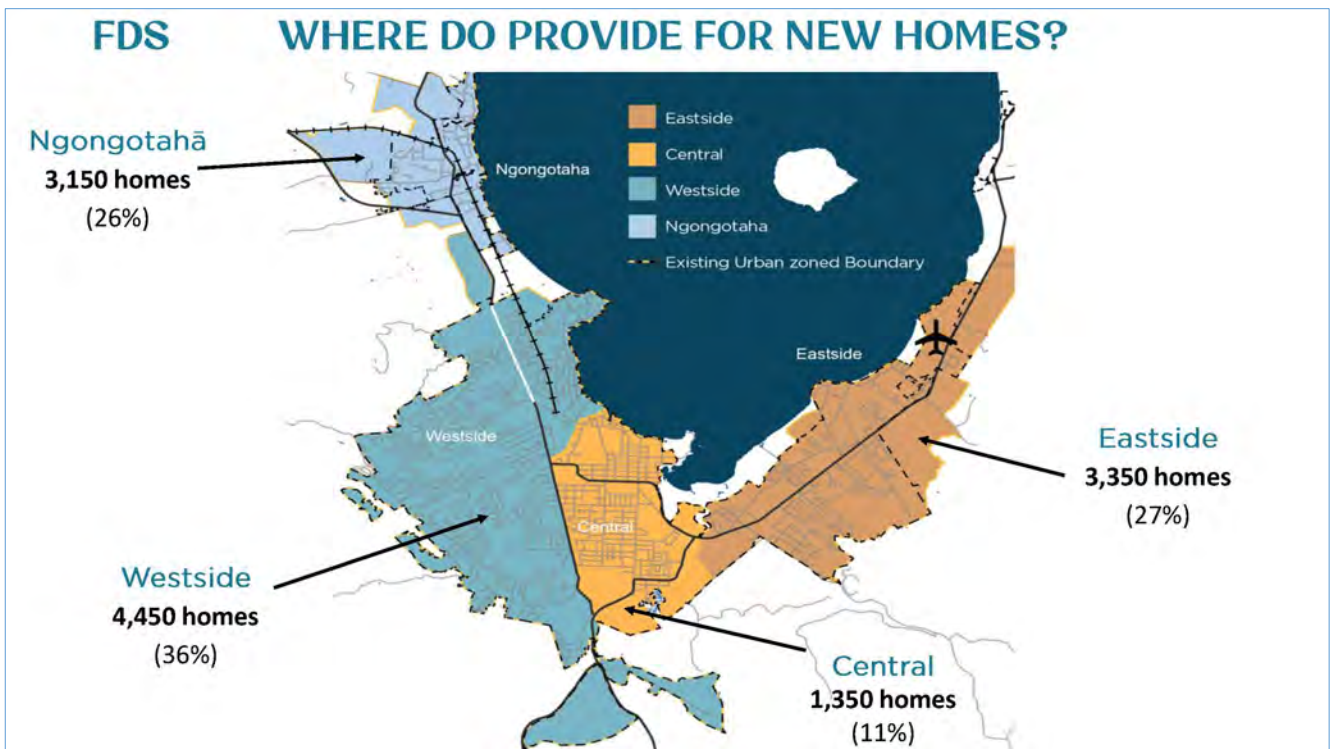 FDS WHERE DO PROVIDE FOR NEW HOMES?
Ngongotahā
3,150 homes
(26%)
Ngongotaha
Eastside
Central
Westside
Ngongotaha
Existing Urban zoned Boundary
Eastside
Westside
Central
Eastside
3,350 homes
(27%)
Westside
4,450 homes
(36%)
Central
1,350 homes
(11%)